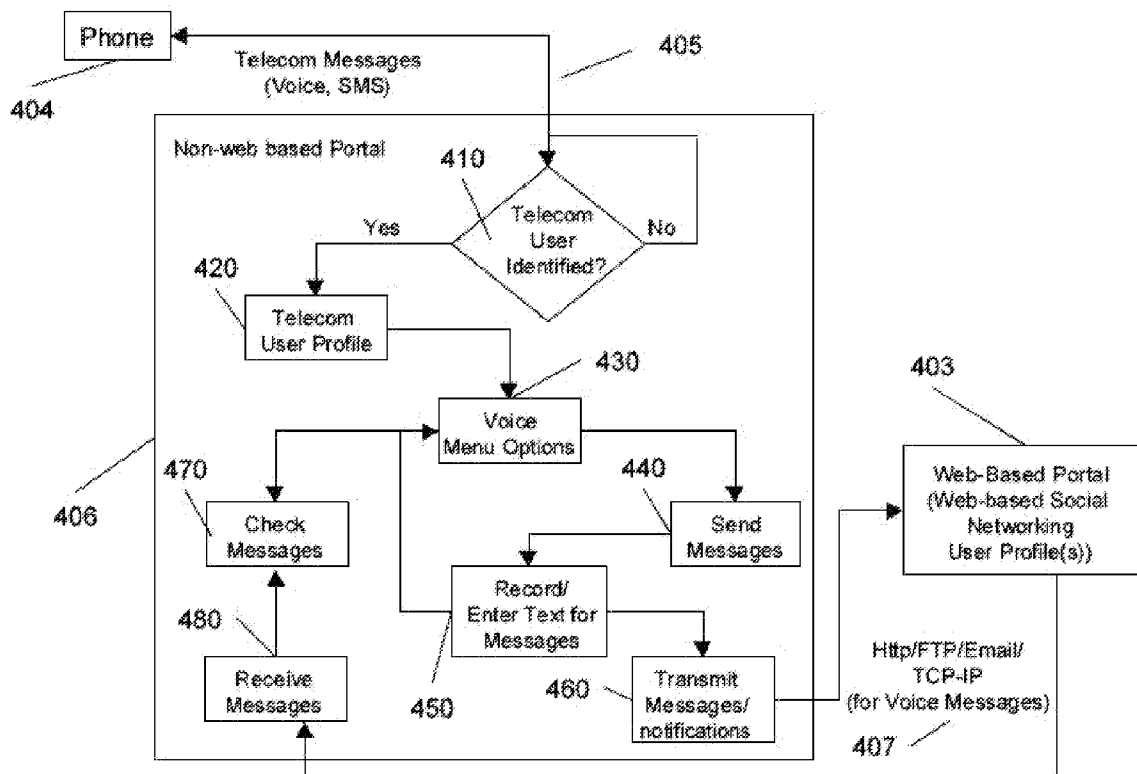 Phone
404
Telecom Messages
(Voice, SMS)
405
Non-web based Portal
410
Telecom
User
Identified?
Yes
No
420
Telecom
User Profile
430
Voice
Menu Options
403
Web-Based Portal
(Web-based Social
Networking
User Profile(s))
406
470
Check
Messages
440
Send
Messages
Record/
Enter Text for
Messages
450
480
Receive
Messages
460
Transmit
Messages/
notifications
Http/FTP/Email/
TCP-IP
(for Voice Messages)
407